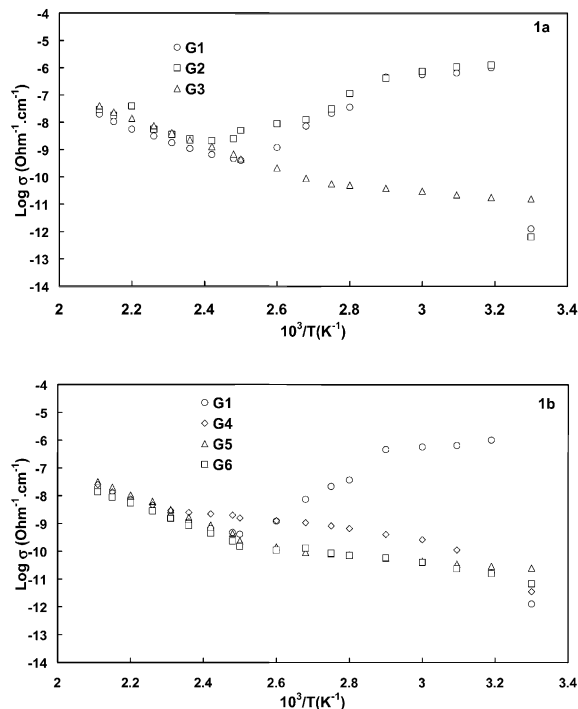 1a
G1
G2
G3
Log σ (Ohm⁻¹.cm⁻¹)
-4
-5
-6
-7
-8
-9
-10
-11
-12
-13
-14
2 2.2 2.4 2.6 2.8 3 3.2 3.4
10³/T(K⁻¹)
1b
G1
G4
G5
G6
Log σ (Ohm⁻¹.cm⁻¹)
-4
-5
-6
-7
-8
-9
-10
-11
-12
-13
-14
2 2.2 2.4 2.6 2.8 3 3.2 3.4
10³/T(K⁻¹)